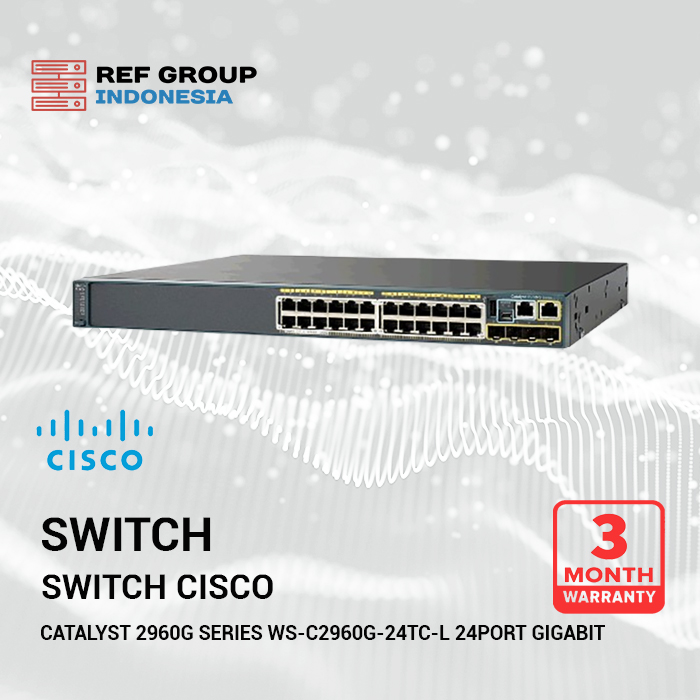 REF GROUP
INDONESIA
CISCO
SWITCH
SWITCH CISCO
CATALYST 2960G SERIES WS-C2960G-24TC-L 24PORT GIGABIT
3
MONTH
WARRANTY